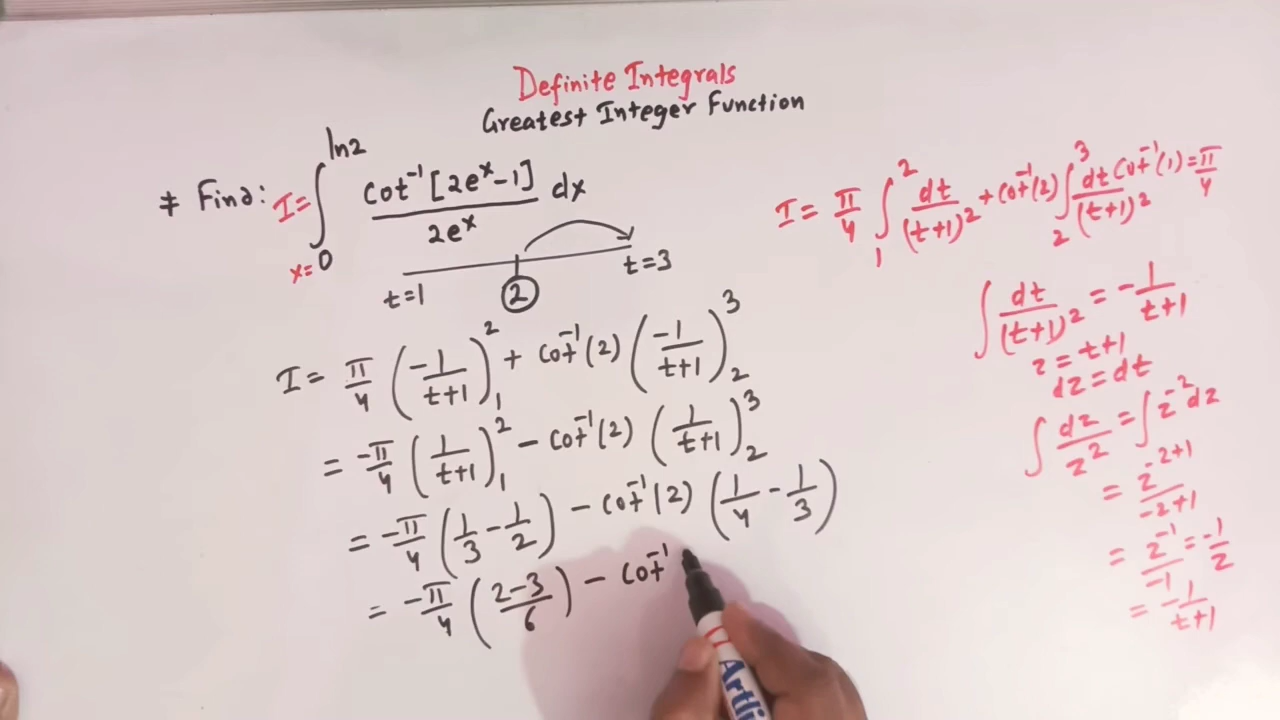 Definite Integrals
Greatest Integer Function
# Find: I = ∫_{x=0}^{ln2} cot⁻¹[2eˣ-1] / 2eˣ dx
t=1 2 t=3
I = π/4 (-1/(t+1))₁² + cot⁻¹(2) (-1/(t+1))₂³
= -π/4 (1/(t+1))₁² - cot⁻¹(2) (1/(t+1))₂³
= -π/4 (1/3 - 1/2) - cot⁻¹(2) (1/4 - 1/3)
= -π/4 ((2-3)/6) - cot⁻¹
I = π/4 ∫₁² dt/(t+1)² + cot⁻¹(2) ∫₂³ dt/(t+1)²
cot⁻¹(1) = π/4
∫ dt/(t+1)² = -1/(t+1)
z = t+1
dz = dt
∫ dz/z² = ∫ z⁻² dz
= z^{-2+1}/(-2+1)
= z⁻¹/-1 = -1/z
= -1/(t+1)
Artline